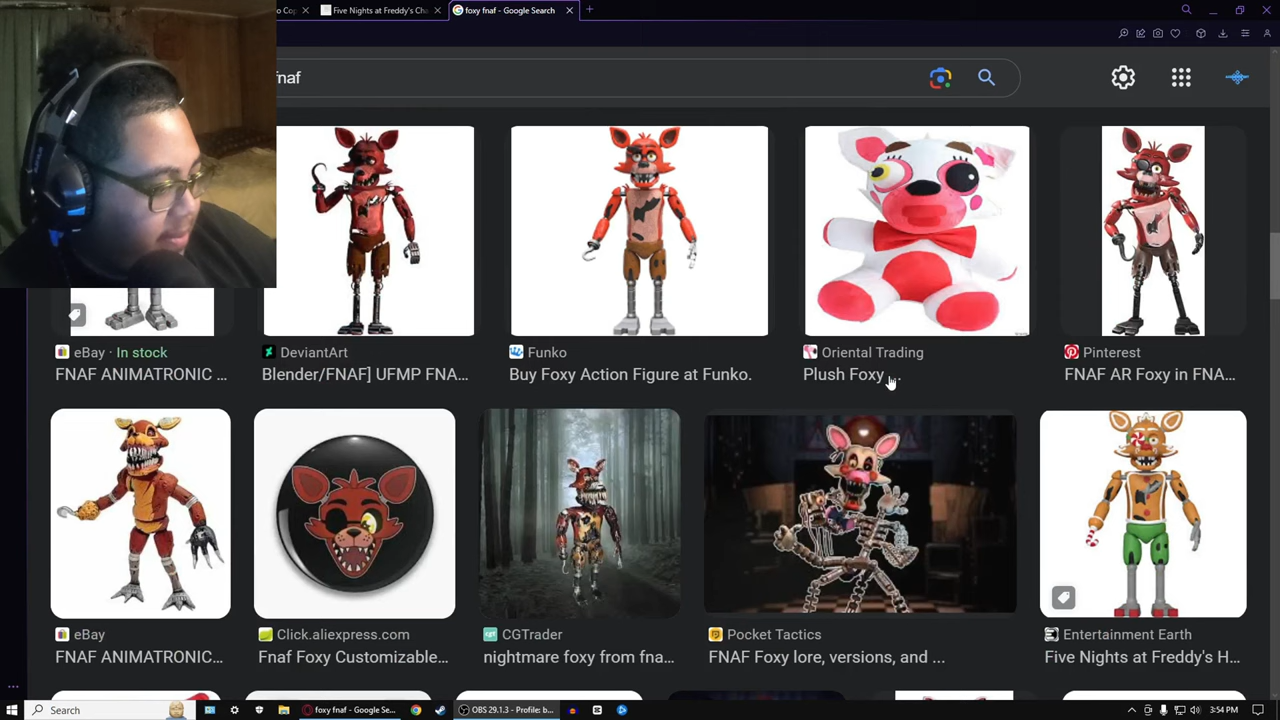 o Cop
Five Nights at Freddy's Cha
foxy fnaf - Google Search
fnaf
eBay · In stock
FNAF ANIMATRONIC ...
DeviantArt
Blender/FNAF] UFMP FNA...
Funko
Buy Foxy Action Figure at Funko.
Oriental Trading
Plush Foxy ...
Pinterest
FNAF AR Foxy in FNA...
eBay
FNAF ANIMATRONIC...
Click.aliexpress.com
Fnaf Foxy Customizable...
CGTrader
nightmare foxy from fna...
Pocket Tactics
FNAF Foxy lore, versions, and ...
Entertainment Earth
Five Nights at Freddy's H...
Search
foxy fnaf - Google Se...
OBS 29.1.3 - Profile: b...
3:54 PM